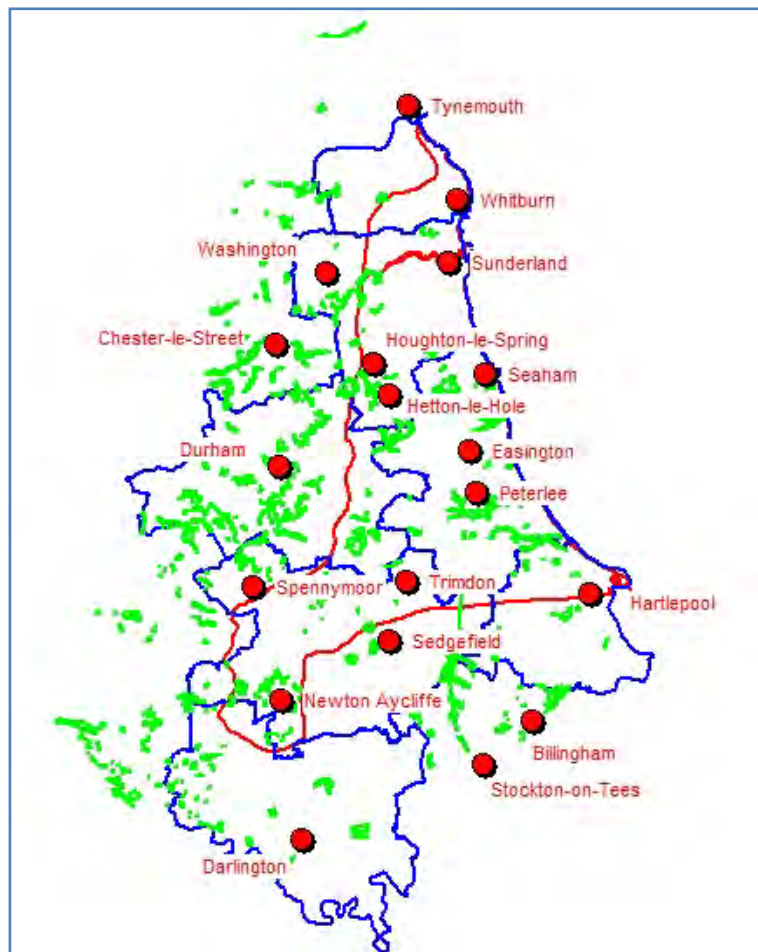 Tynemouth
Whitburn
Washington
Sunderland
Chester-le-Street
Houghton-le-Spring
Seaham
Hetton-le-Hole
Durham
Easington
Peterlee
Spennymoor
Trimdon
Hartlepool
Sedgefield
Newton Aycliffe
Billingham
Stockton-on-Tees
Darlington